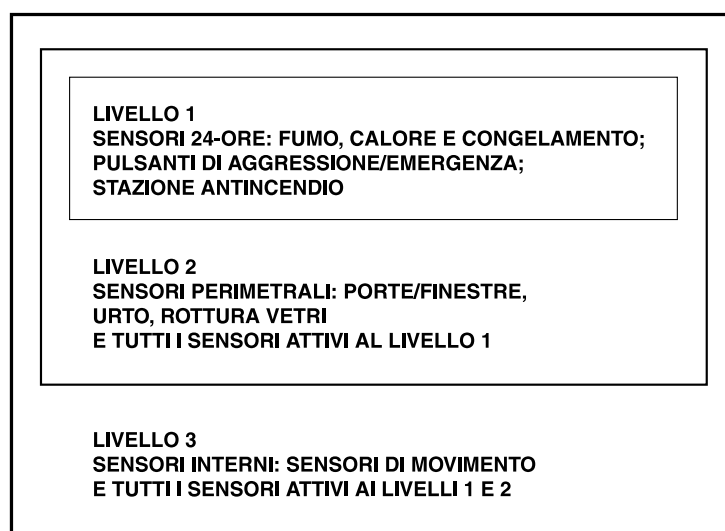 LIVELLO 1
SENSORI 24-ORE: FUMO, CALORE E CONGELAMENTO;
PULSANTI DI AGGRESSIONE/EMERGENZA;
STAZIONE ANTINCENDIO
LIVELLO 2
SENSORI PERIMETRALI: PORTE/FINESTRE,
URTO, ROTTURA VETRI
E TUTTI I SENSORI ATTIVI AL LIVELLO 1
LIVELLO 3
SENSORI INTERNI: SENSORI DI MOVIMENTO
E TUTTI I SENSORI ATTIVI AI LIVELLI 1 E 2